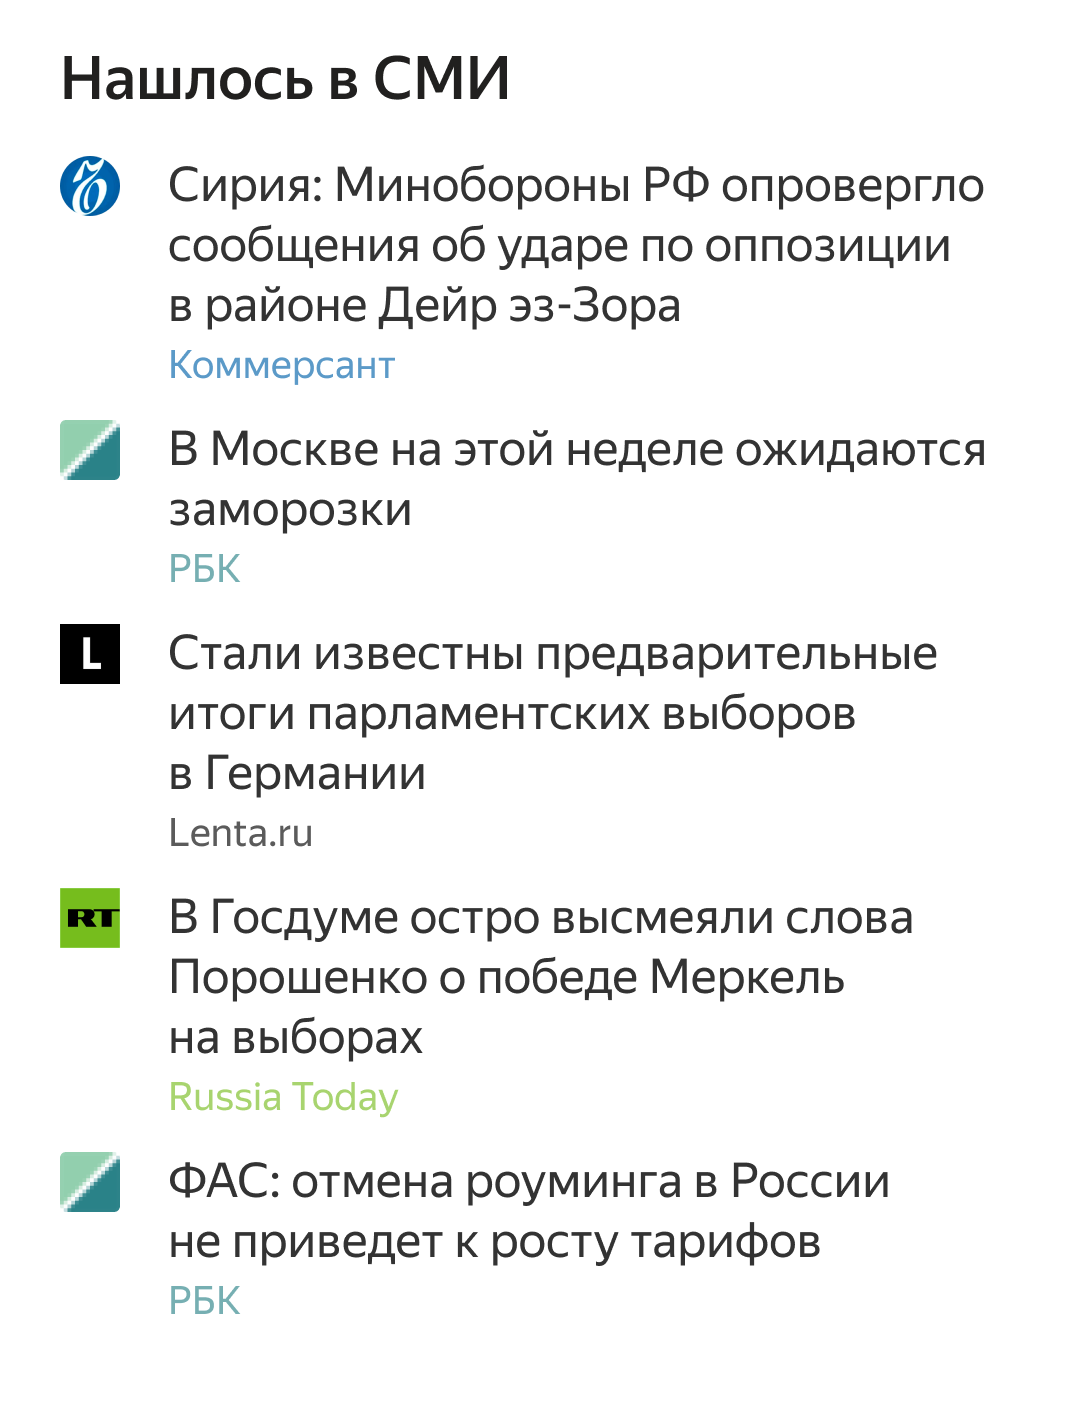 Нашлось в СМИ
Сирия: Минобороны РФ опровергло
сообщения об ударе по оппозиции
в районе Дейр эз-Зора
Коммерсант
В Москве на этой неделе ожидаются
заморозки
РБК
L
Стали известны предварительные
итоги парламентских выборов
в Германии
Lenta.ru
RT
В Госдуме остро высмеяли слова
Порошенко о победе Меркель
на выборах
Russia Today
ФАС: отмена роуминга в России
не приведет к росту тарифов
РБК